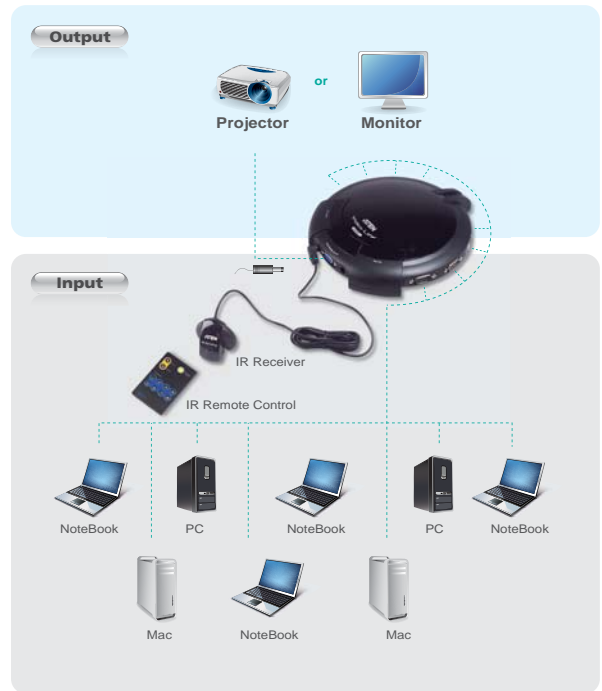 Output
or
Projector
Monitor
Input
IR Receiver
IR Remote Control
NoteBook
PC
NoteBook
PC
NoteBook
Mac
NoteBook
Mac